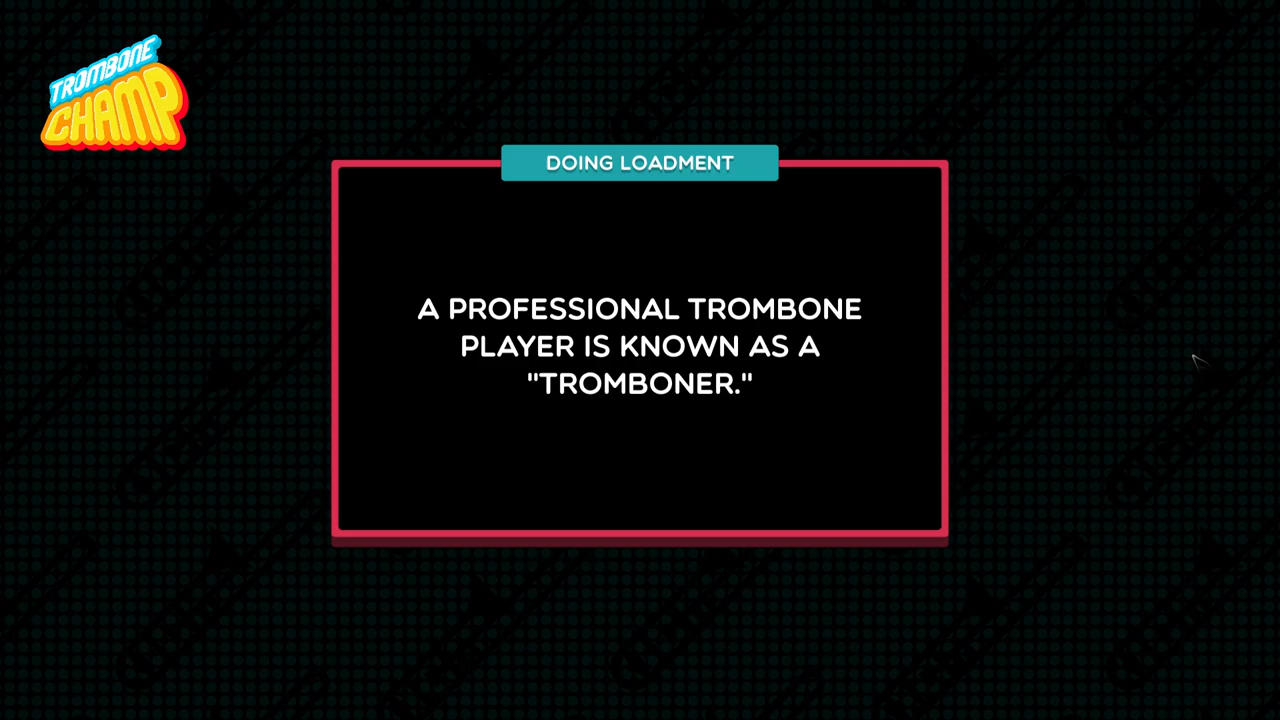 TROMBONE
CHAMP
DOING LOADMENT
A PROFESSIONAL TROMBONE
PLAYER IS KNOWN AS A
"TROMBONER."